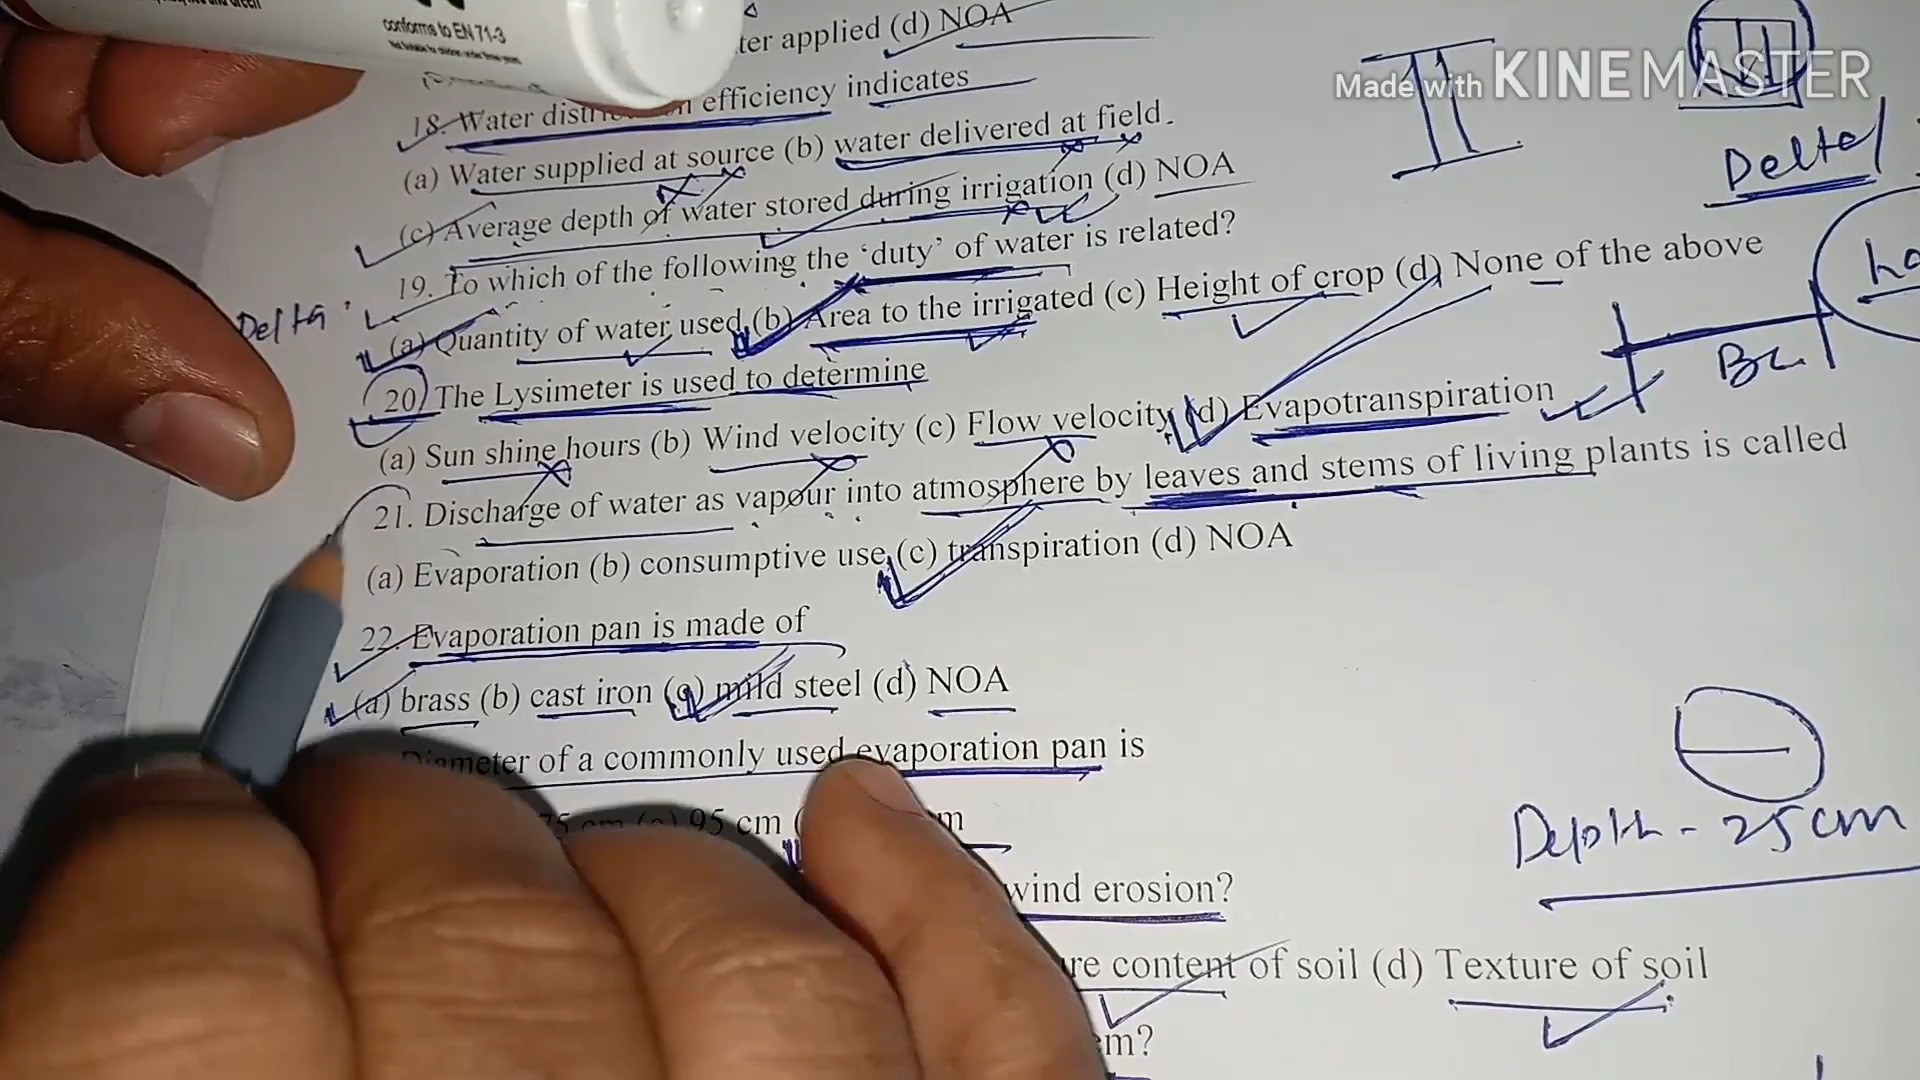 conforms to EN 71-3
ter applied (d) NOA
18. Water efficiency indicates
(a) Water supplied at source (b) water delivered at field.
(c) Average depth of water stored during irrigation (d) NOA
19. To which of the following the ‘duty’ of water is related?
(a) Quantity of water used (b) Area to the irrigated (c) Height of crop (d) None of the above
20. The Lysimeter is used to determine
(a) Sun shine hours (b) Wind velocity (c) Flow velocity (d) Evapotranspiration
21. Discharge of water as vapour into atmosphere by leaves and stems of living plants is called
(a) Evaporation (b) consumptive use (c) transpiration (d) NOA
22. Evaporation pan is made of
(a) brass (b) cast iron (c) mild steel (d) NOA
Diameter of a commonly used evaporation pan is
75 cm (c) 95 cm m
wind erosion?
re content of soil (d) Texture of soil
em?
Delta
Made with KINEMASTER
Delta
Depth - 25 cm